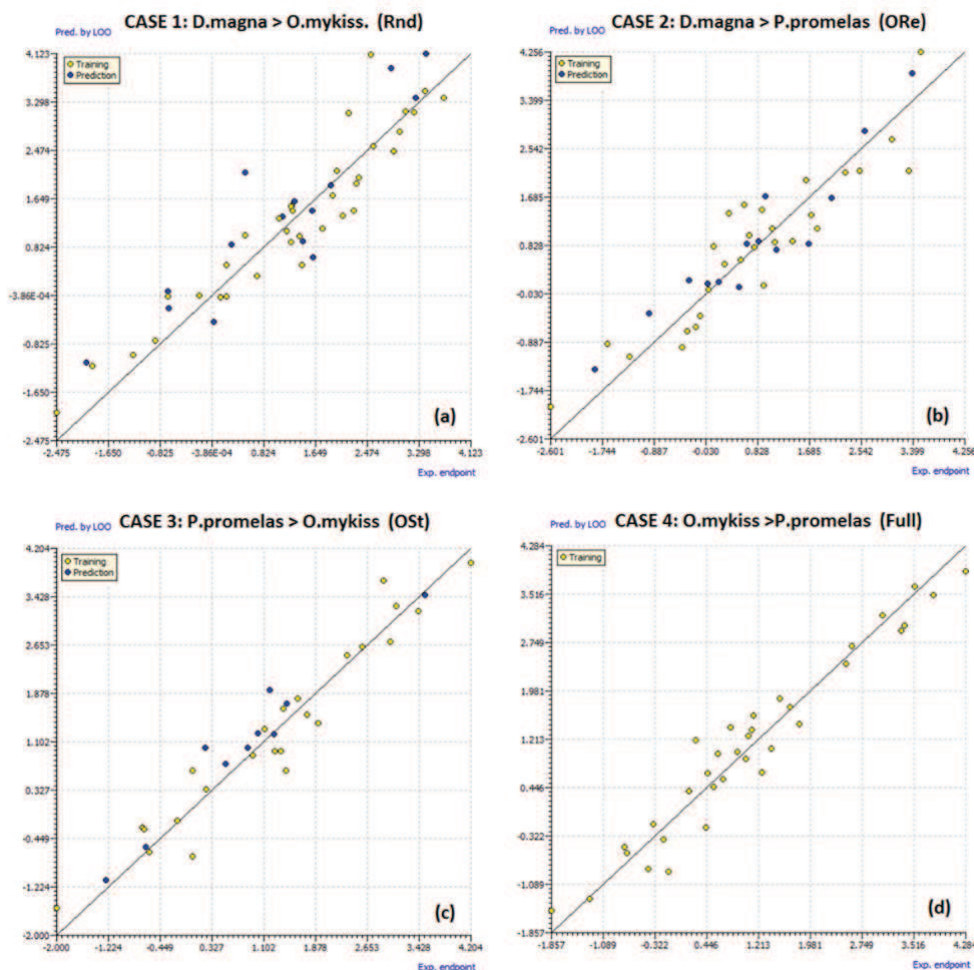 CASE 1: D.magna > O.mykiss. (Rnd)
Pred. by LOO
4.123
Training
Prediction
3.298
2.474
1.649
0.824
-3.86E-04
-0.825
-1.650
(a)
-2.475
-2.475 -1.650 -0.825 -3.86E-04 0.824 1.649 2.474 3.298 4.123
Exp. endpoint
CASE 2: D.magna > P.promelas (ORe)
Pred. by LOO
4.256
Training
Prediction
3.399
2.542
1.685
0.828
-0.030
-0.887
-1.744
(b)
-2.601
-2.601 -1.744 -0.887 -0.030 0.828 1.685 2.542 3.399 4.256
Exp. endpoint
CASE 3: P.promelas > O.mykiss (OSt)
Pred. by LOO
4.204
Training
Prediction
3.428
2.653
1.878
1.102
0.327
-0.449
-1.224
(c)
-2.000
-2.000 -1.224 -0.449 0.327 1.102 1.878 2.653 3.428 4.204
Exp. endpoint
CASE 4: O.mykiss >P.promelas (Full)
Pred. by LOO
4.284
Training
3.516
2.749
1.981
1.213
0.446
-0.322
-1.089
(d)
-1.857
-1.857 -1.089 -0.322 0.446 1.213 1.981 2.749 3.516 4.284
Exp. endpoint